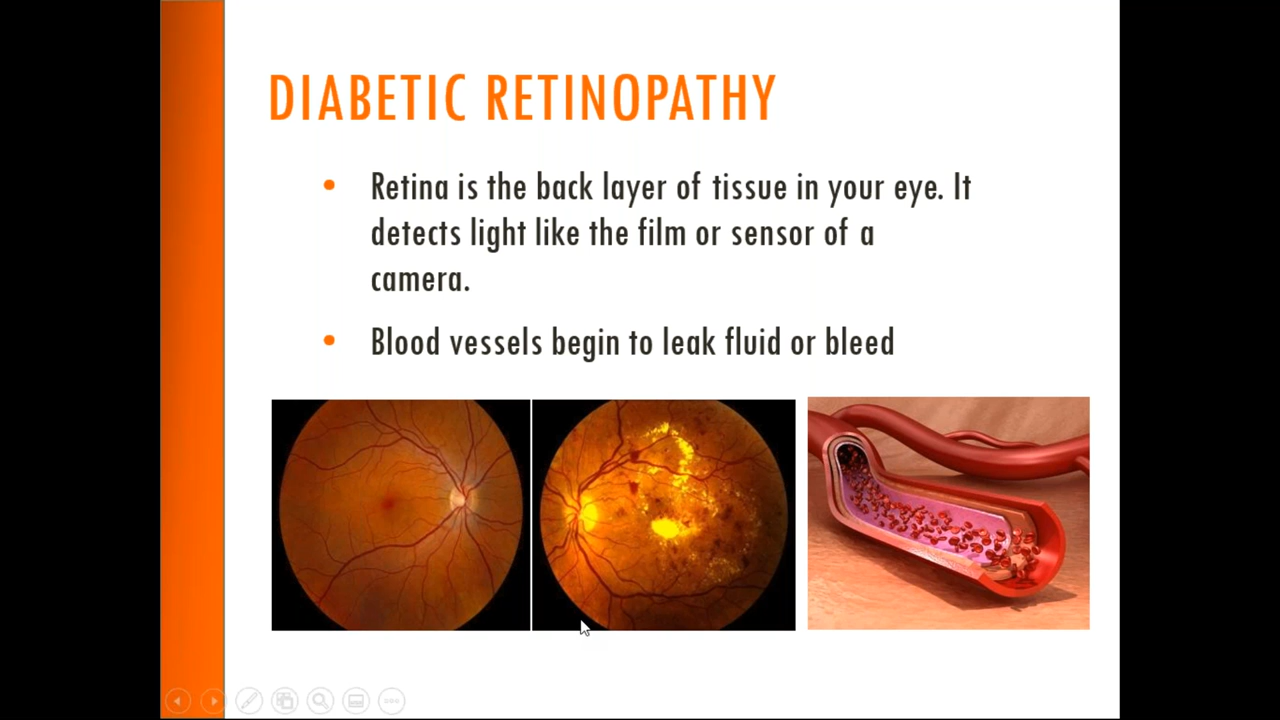 DIABETIC RETINOPATHY
Retina is the back layer of tissue in your eye. It
detects light like the film or sensor of a
camera.
Blood vessels begin to leak fluid or bleed